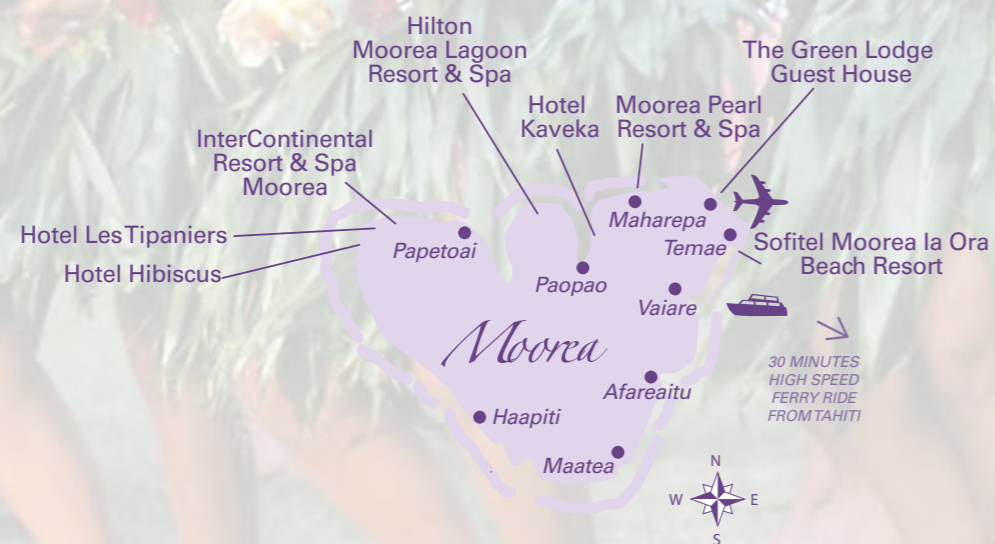 Hilton
Moorea Lagoon
Resort & Spa
The Green Lodge
Guest House
Hotel
Kaveka
Moorea Pearl
Resort & Spa
InterContinental
Resort & Spa
Moorea
Hotel Les Tipaniers
Hotel Hibiscus
Papetoai
Maharepa
Temae
Sofitel Moorea Ia Ora
Beach Resort
Paopao
Vaiare
Moorea
30 MINUTES
HIGH SPEED
FERRY RIDE
FROM TAHITI
Afareaitu
Haapiti
Maatea
N
W
E
S